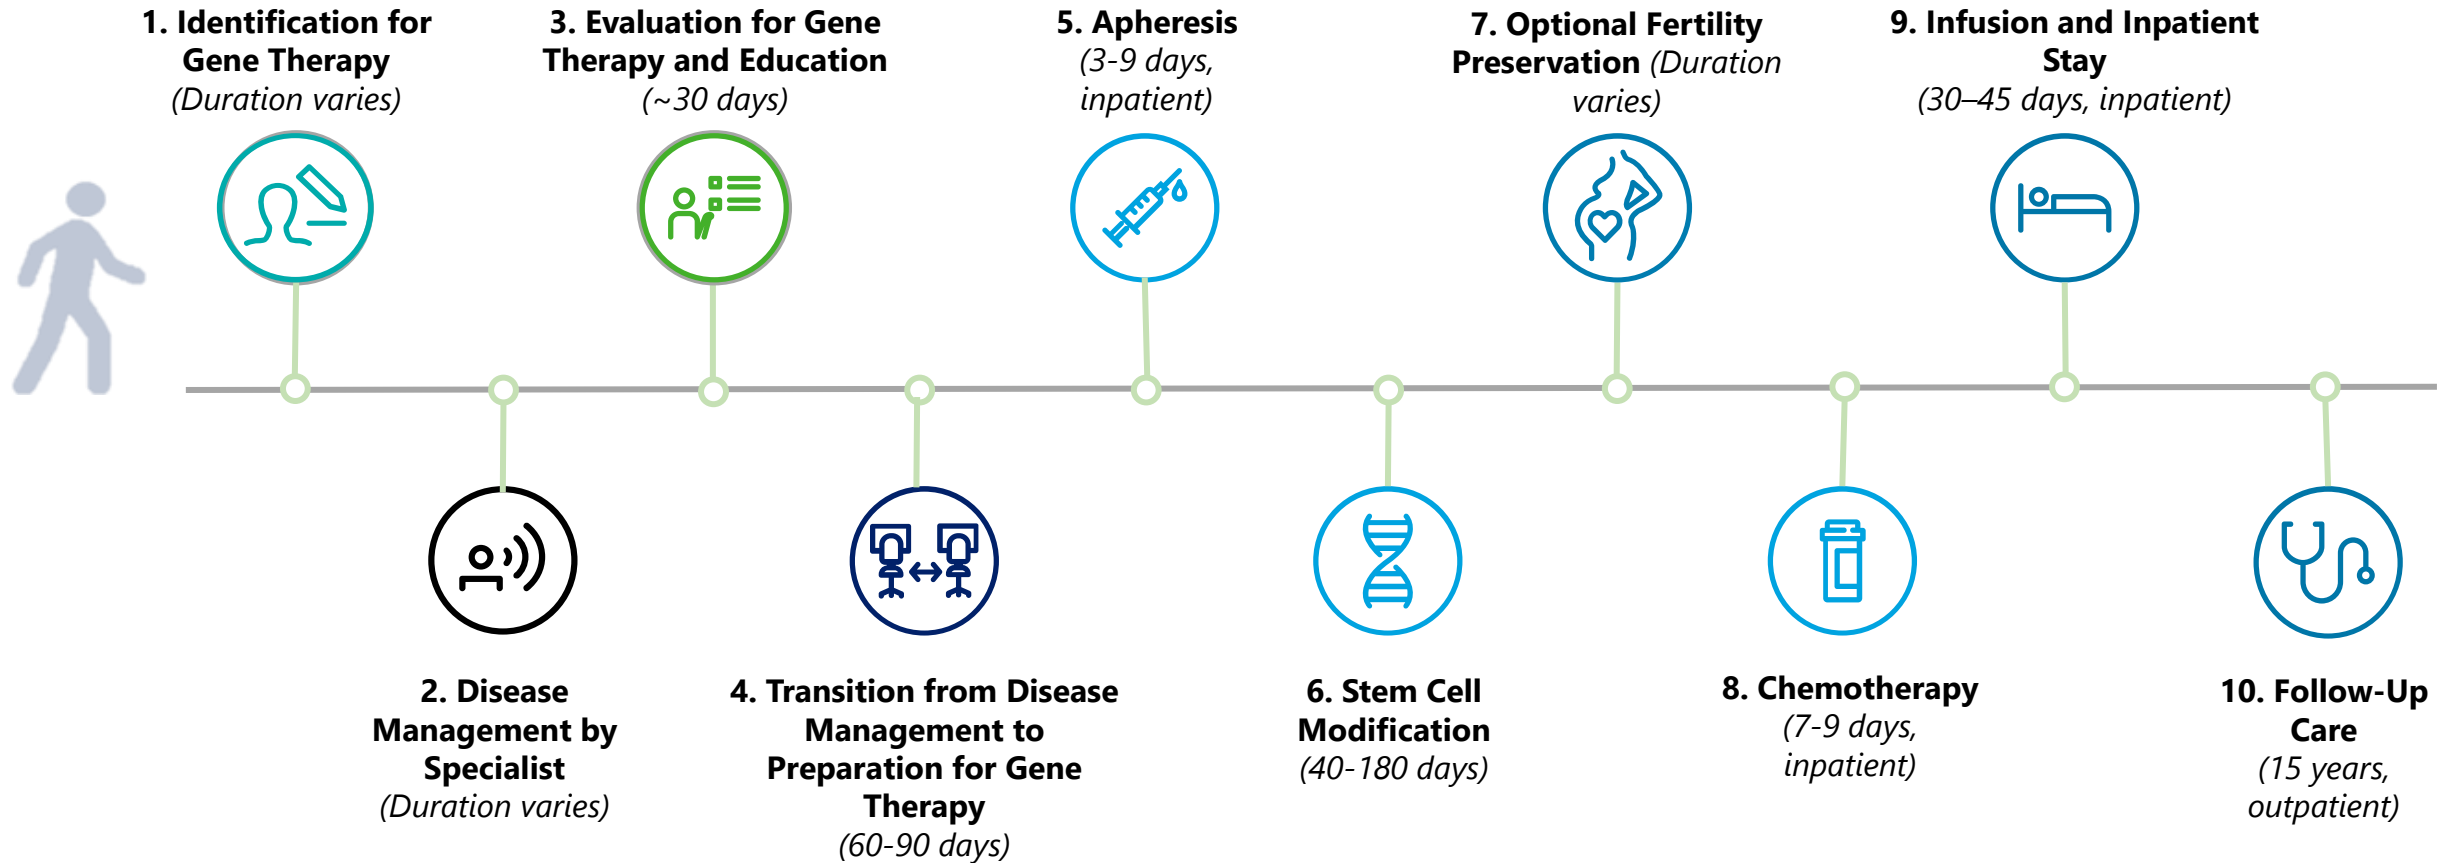 1. Identification for
Gene Therapy
(Duration varies)
2. Disease
Management by
Specialist
(Duration varies)
3. Evaluation for Gene
Therapy and Education
(~30 days)
4. Transition from Disease
Management to
Preparation for Gene
Therapy
(60-90 days)
5. Apheresis
(3-9 days,
inpatient)
6. Stem Cell
Modification
(40-180 days)
7. Optional Fertility
Preservation (Duration
varies)
8. Chemotherapy
(7-9 days,
inpatient)
9. Infusion and Inpatient
Stay
(30–45 days, inpatient)
10. Follow-Up
Care
(15 years,
outpatient)